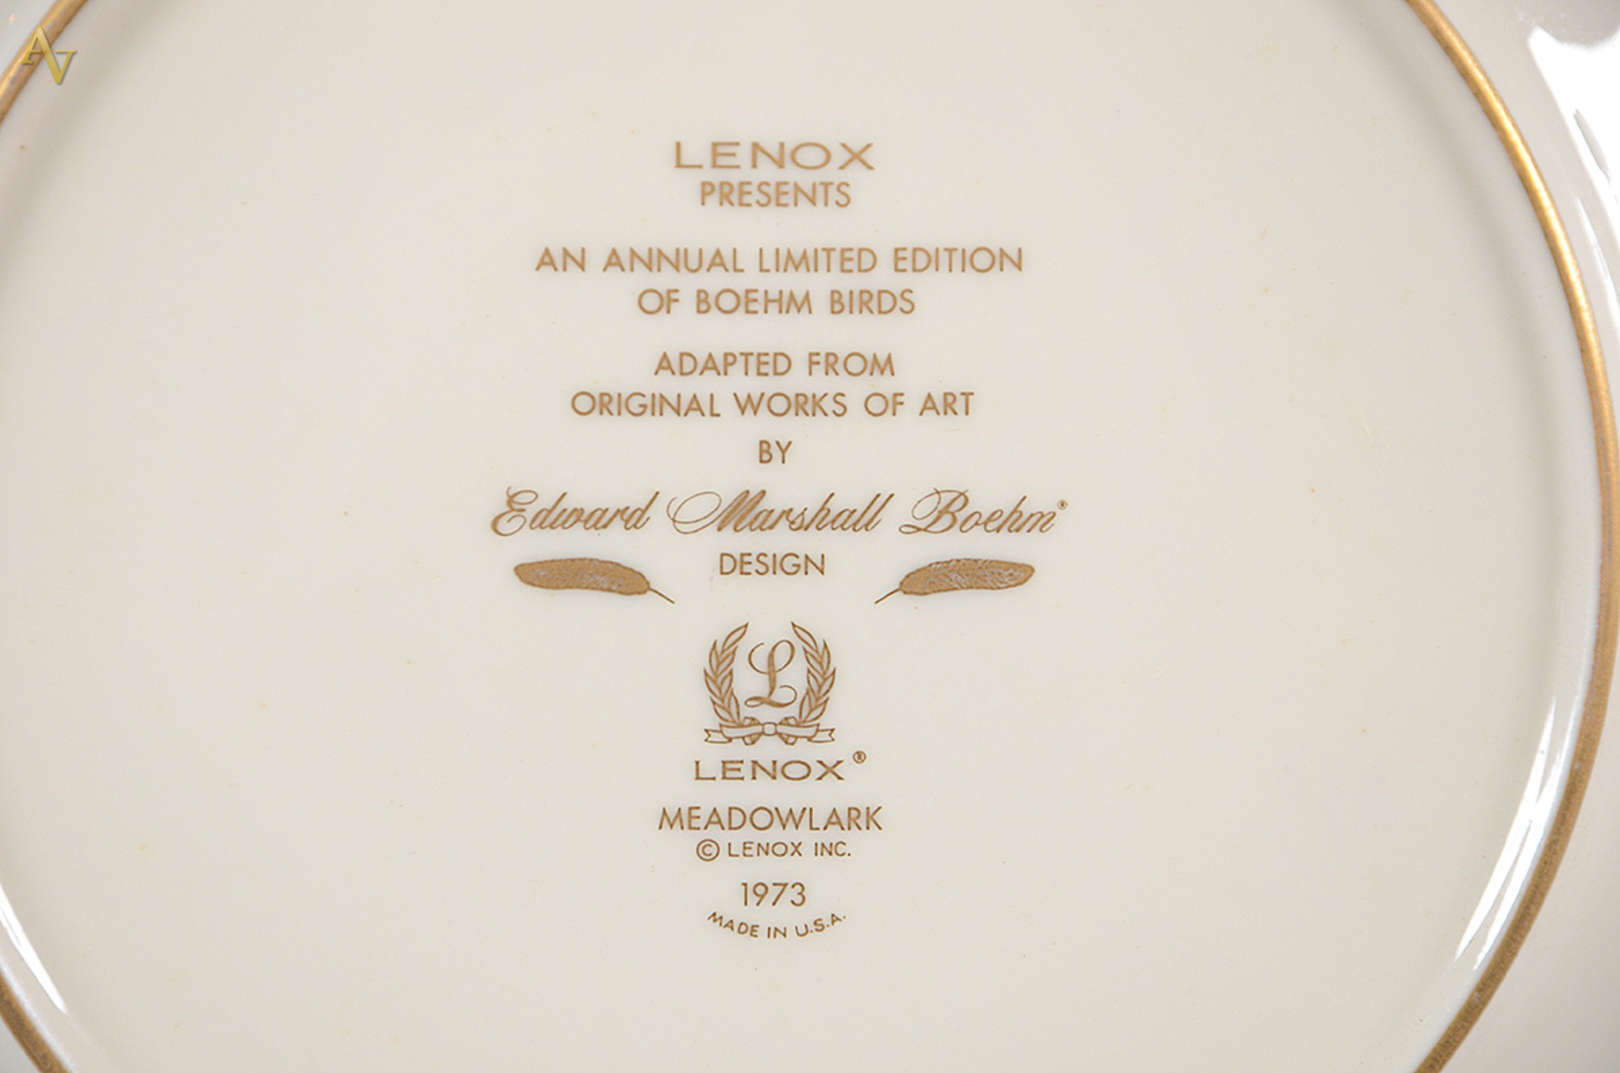 AV
LENOX
PRESENTS
AN ANNUAL LIMITED EDITION
OF BOEHM BIRDS
ADAPTED FROM
ORIGINAL WORKS OF ART
BY
Edward Marshall Boehm®
DESIGN
L
LENOX®
MEADOWLARK
© LENOX INC.
1973
MADE IN U.S.A.